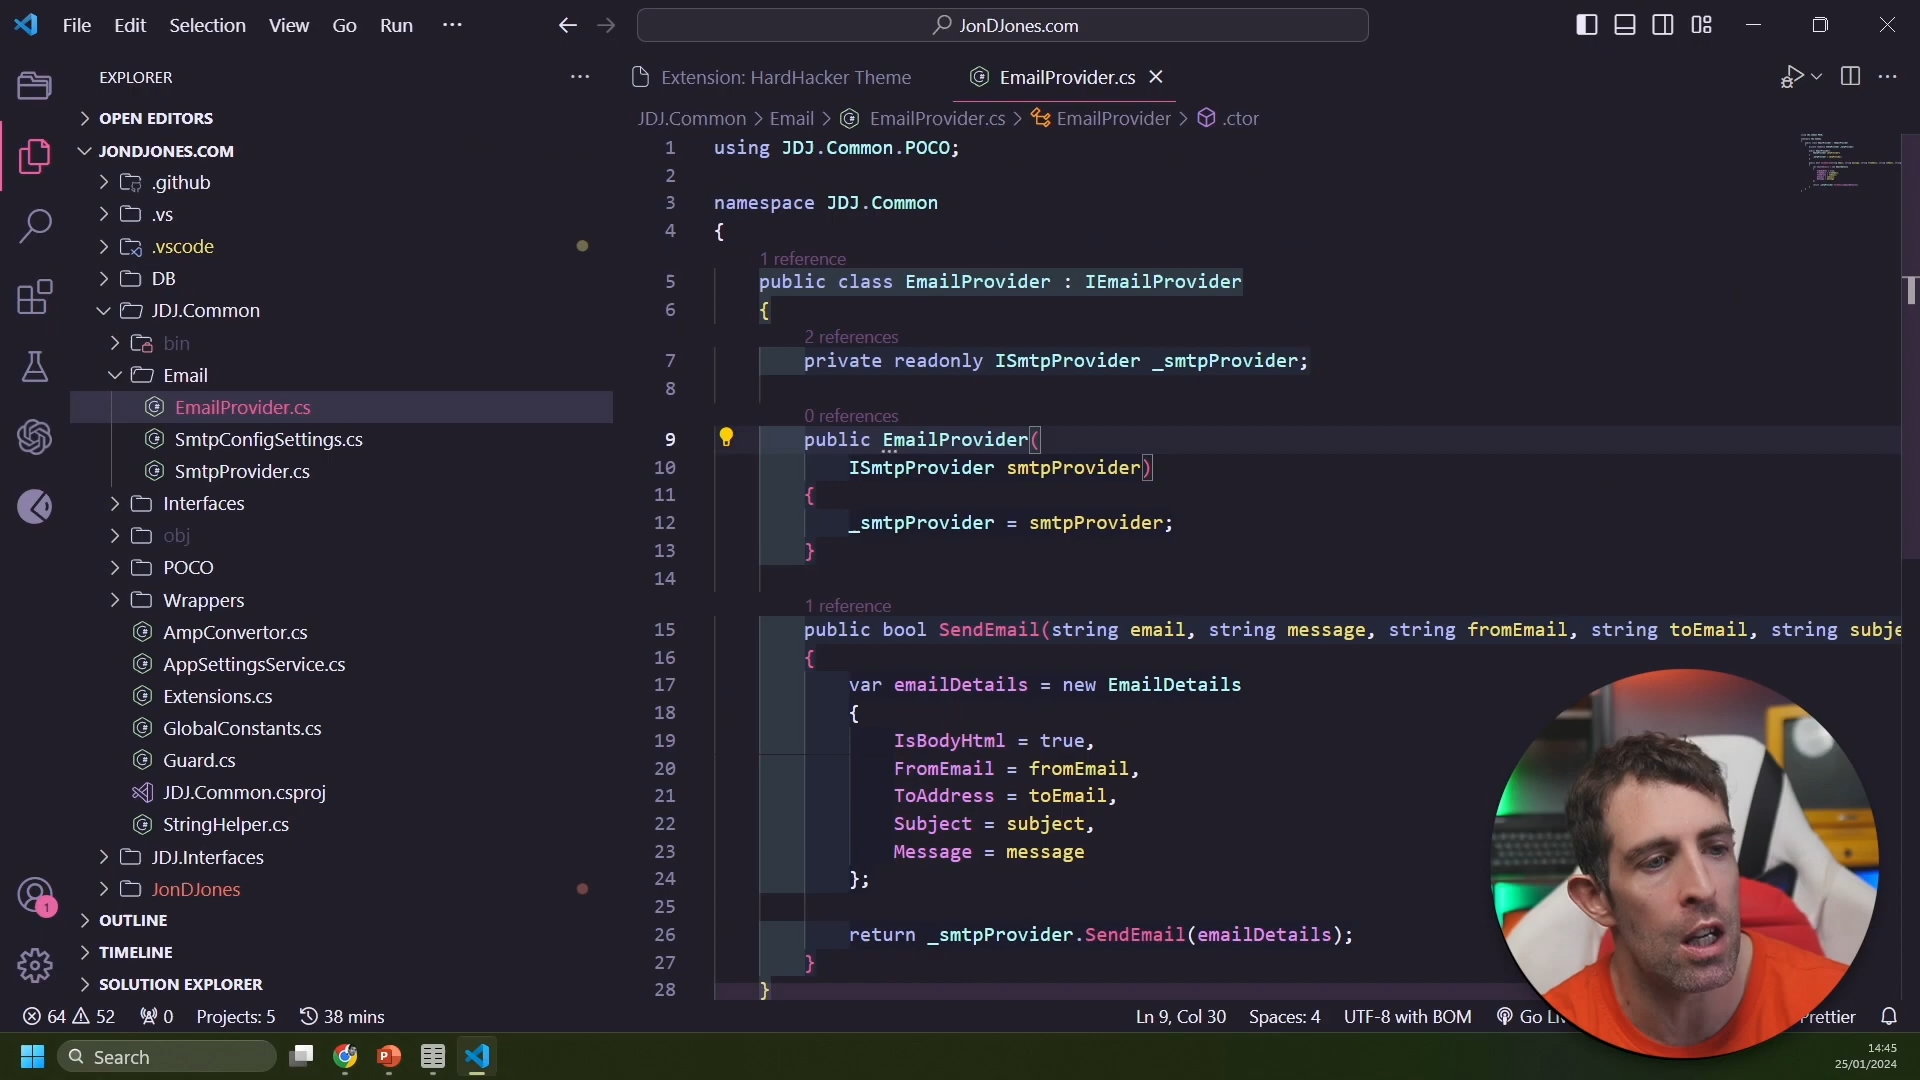 File Edit Selection View Go Run ···
JonDJones.com
EXPLORER
OPEN EDITORS
JONDJONES.COM
.github
.vs
.vscode
DB
JDJ.Common
bin
Email
EmailProvider.cs
SmtpConfigSettings.cs
SmtpProvider.cs
Interfaces
obj
POCO
Wrappers
AmpConvertor.cs
AppSettingsService.cs
Extensions.cs
GlobalConstants.cs
Guard.cs
JDJ.Common.csproj
StringHelper.cs
JDJ.Interfaces
JonDJones
OUTLINE
TIMELINE
SOLUTION EXPLORER
1
Extension: HardHacker Theme EmailProvider.cs
JDJ.Common > Email > EmailProvider.cs > EmailProvider > .ctor
1 using JDJ.Common.POCO;
2
3 namespace JDJ.Common
4 {
1 reference
5 public class EmailProvider : IEmailProvider
6 {
2 references
7 private readonly ISmtpProvider _smtpProvider;
8
0 references
9 public EmailProvider(
10 ISmtpProvider smtpProvider)
11 {
12 _smtpProvider = smtpProvider;
13 }
14
1 reference
15 public bool SendEmail(string email, string message, string fromEmail, string toEmail, string subje
16 {
17 var emailDetails = new EmailDetails
18 {
19 IsBodyHtml = true,
20 FromEmail = fromEmail,
21 ToAddress = toEmail,
22 Subject = subject,
23 Message = message
24 };
25
26 return _smtpProvider.SendEmail(emailDetails);
27 }
28 }
64 52 0 Projects: 5 38 mins Ln 9, Col 30 Spaces: 4 UTF-8 with BOM Go Li Prettier
Search
14:45
25/01/2024